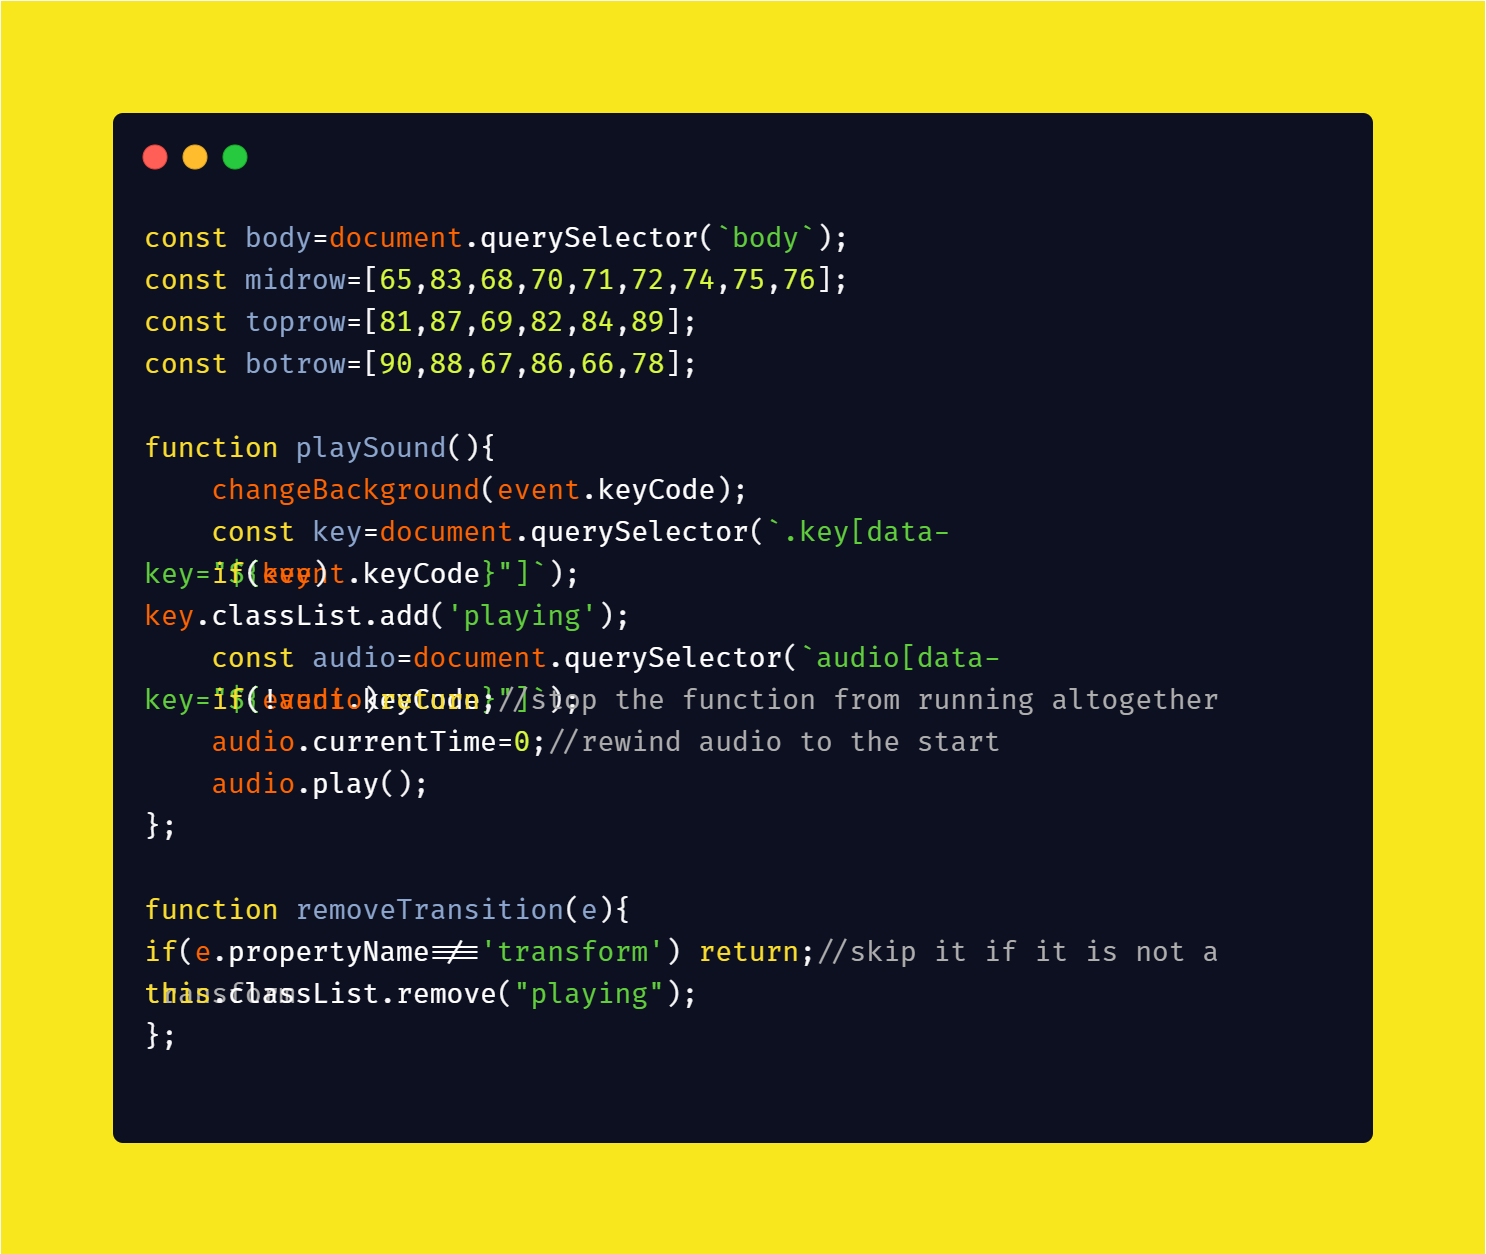 const body=document.querySelector(`body`);
const midrow=[65,83,68,70,71,72,74,75,76];
const toprow=[81,87,69,82,84,89];
const botrow=[90,88,67,86,66,78];
function playSound(){
changeBackground(event.keyCode);
const key=document.querySelector(`.key[data-
key="${event.keyCode}"]`);
if(key)
key.classList.add('playing');
const audio=document.querySelector(`audio[data-
key="${event.keyCode}"]`);
if(!audio)return;//stop the function from running altogether
audio.currentTime=0;//rewind audio to the start
audio.play();
};
function removeTransition(e){
if(e.propertyName!=='transform') return;//skip it if it is not a
transform
this.classList.remove("playing");
};